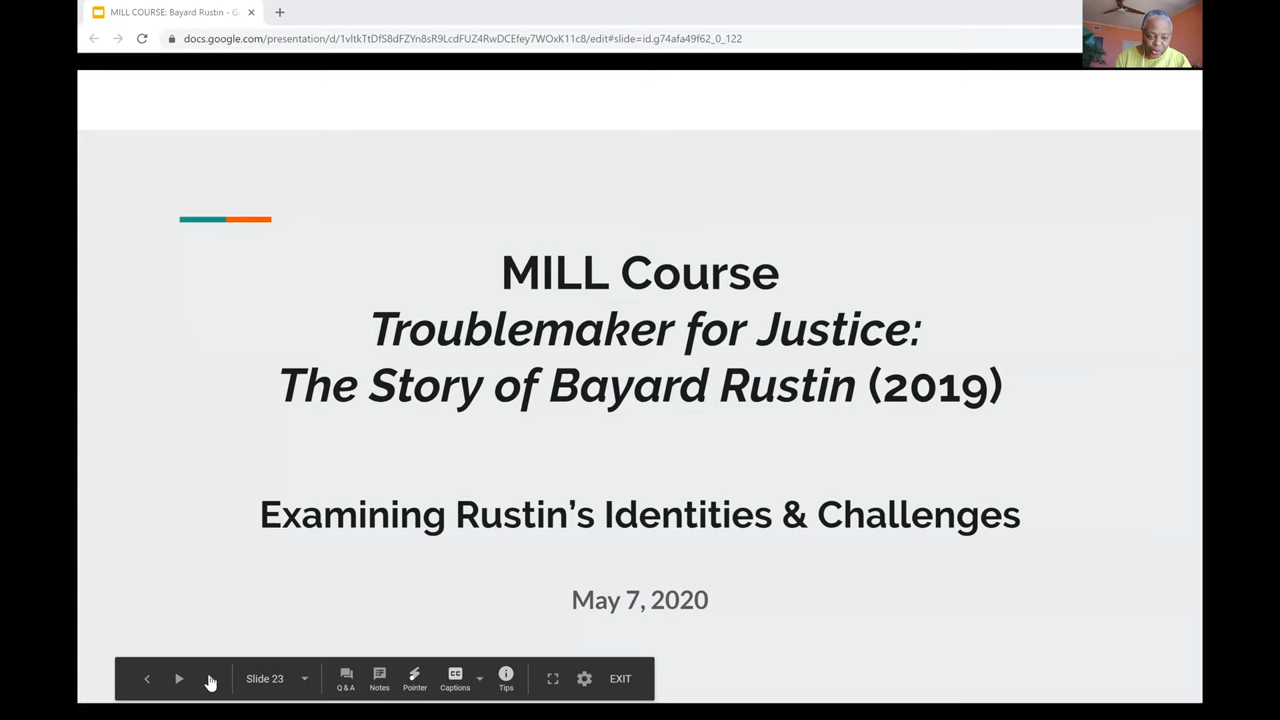 MILL COURSE: Bayard Rustin - G
docs.google.com/presentation/d/1vltkTtDfS8dFZYn8sR9LcdFUZ4RwDCEfey7WOxK11c8/edit#slide=id.g74afa49f62_0_122
MILL Course
Troublemaker for Justice:
The Story of Bayard Rustin (2019)
Examining Rustin's Identities & Challenges
May 7, 2020
Slide 23
Q & A
Notes
Pointer
CC
Captions
Tips
EXIT